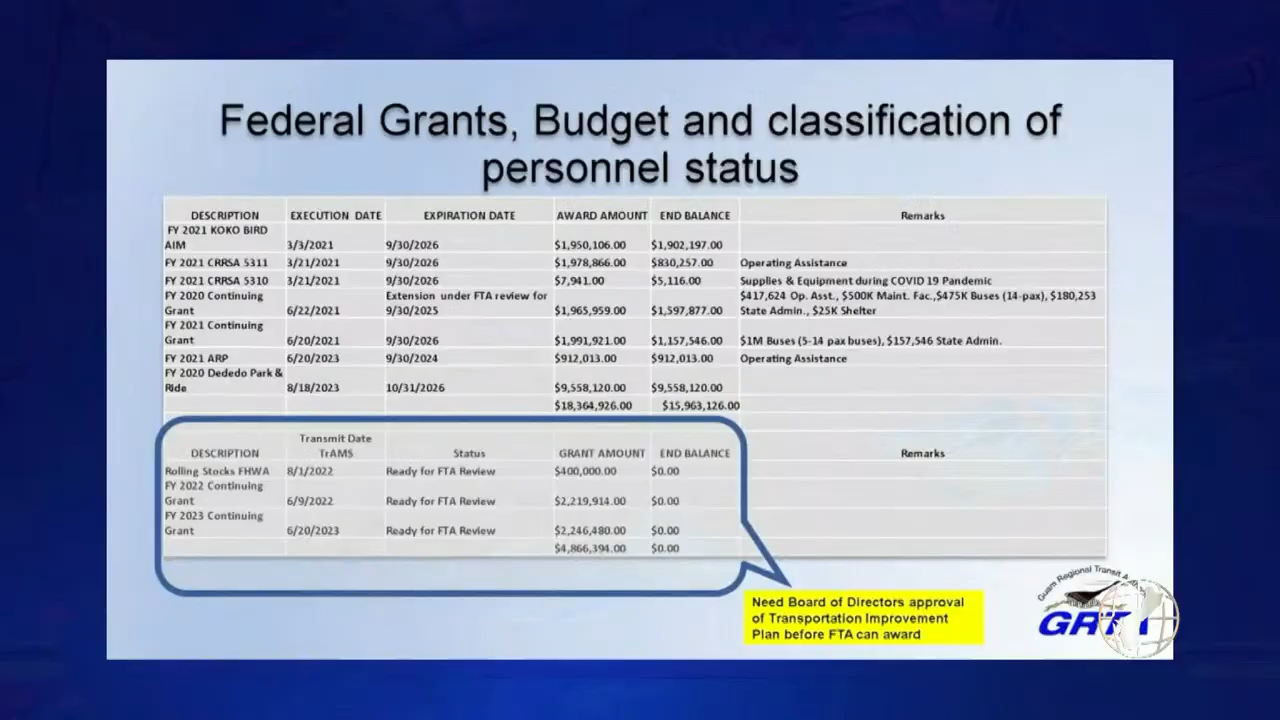 Federal Grants, Budget and classification of
personnel status
DESCRIPTION EXECUTION DATE EXPIRATION DATE AWARD AMOUNT END BALANCE Remarks
FY 2021 KOKO BIRD
AIM 3/3/2021 9/30/2026 $1,950,106.00 $1,902,197.00
FY 2021 CRRSA 5311 3/21/2021 9/30/2026 $1,978,866.00 $830,257.00 Operating Assistance
FY 2021 CRRSA 5310 3/21/2021 9/30/2026 $7,941.00 $5,116.00 Supplies & Equipment during COVID 19 Pandemic
FY 2020 Continuing Extension under FTA review for $417,624 Op. Asst., $500K Maint. Fac.,$475K Buses (14-pax), $180,253
Grant 6/22/2021 9/30/2025 $1,965,959.00 $1,597,877.00 State Admin., $25K Shelter
FY 2021 Continuing
Grant 6/20/2021 9/30/2026 $1,991,921.00 $1,157,546.00 $1M Buses (5-14 pax buses), $157,546 State Admin.
FY 2021 ARP 6/20/2023 9/30/2024 $912,013.00 $912,013.00 Operating Assistance
FY 2020 Dededo Park &
Ride 8/18/2023 10/31/2026 $9,558,120.00 $9,558,120.00
$18,364,926.00 $15,963,126.00
Transmit Date
DESCRIPTION TrAMS Status GRANT AMOUNT END BALANCE Remarks
Rolling Stocks FHWA 8/1/2022 Ready for FTA Review $400,000.00 $0.00
FY 2022 Continuing
Grant 6/9/2022 Ready for FTA Review $2,219,914.00 $0.00
FY 2023 Continuing
Grant 6/20/2023 Ready for FTA Review $2,246,480.00 $0.00
$4,866,394.00 $0.00
Need Board of Directors approval
of Transportation Improvement
Plan before FTA can award
Guam Regional Transit